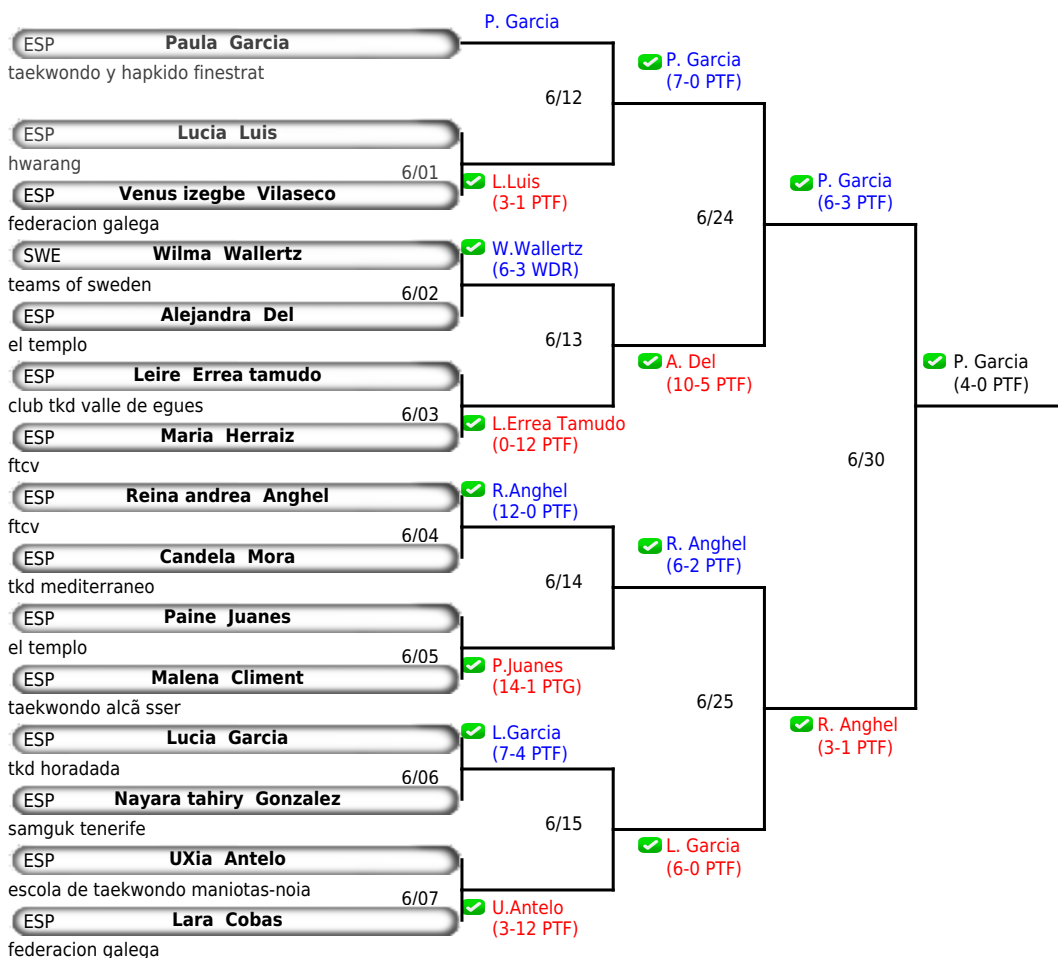 P. Garcia
ESP Paula Garcia
taekwondo y hapkido finestrat
P. Garcia
(7-0 PTF)
6/12
ESP Lucia Luis
hwarang
6/01
L.Luis
(3-1 PTF)
ESP Venus izegbe Vilaseco
federacion galega
P. Garcia
(6-3 PTF)
6/24
SWE Wilma Wallertz
teams of sweden
W.Wallertz
(6-3 WDR)
6/02
ESP Alejandra Del
el templo
6/13
A. Del
(10-5 PTF)
ESP Leire Errea tamudo
club tkd valle de egues
6/03
L.Errea Tamudo
(0-12 PTF)
ESP Maria Herraiz
ftcv
P. Garcia
(4-0 PTF)
6/30
ESP Reina andrea Anghel
ftcv
R.Anghel
(12-0 PTF)
6/04
ESP Candela Mora
tkd mediterraneo
R. Anghel
(6-2 PTF)
6/14
ESP Paine Juanes
el templo
6/05
P.Juanes
(14-1 PTG)
ESP Malena Climent
taekwondo alcã sser
6/25
R. Anghel
(3-1 PTF)
ESP Lucia Garcia
tkd horadada
L.Garcia
(7-4 PTF)
6/06
ESP Nayara tahiry Gonzalez
samguk tenerife
6/15
L. Garcia
(6-0 PTF)
ESP UXia Antelo
escola de taekwondo maniotas-noia
6/07
U.Antelo
(3-12 PTF)
ESP Lara Cobas
federacion galega